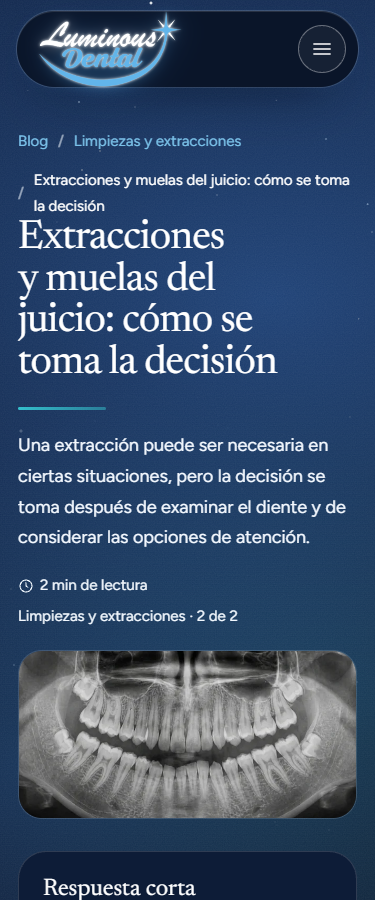 Luminous
Dental
Blog / Limpiezas y extracciones
/ Extracciones y muelas del juicio: cómo se toma
la decisión
Extracciones
y muelas del
juicio: cómo se
toma la decisión
Una extracción puede ser necesaria en
ciertas situaciones, pero la decisión se
toma después de examinar el diente y de
considerar las opciones de atención.
2 min de lectura
Limpiezas y extracciones · 2 de 2
Respuesta corta